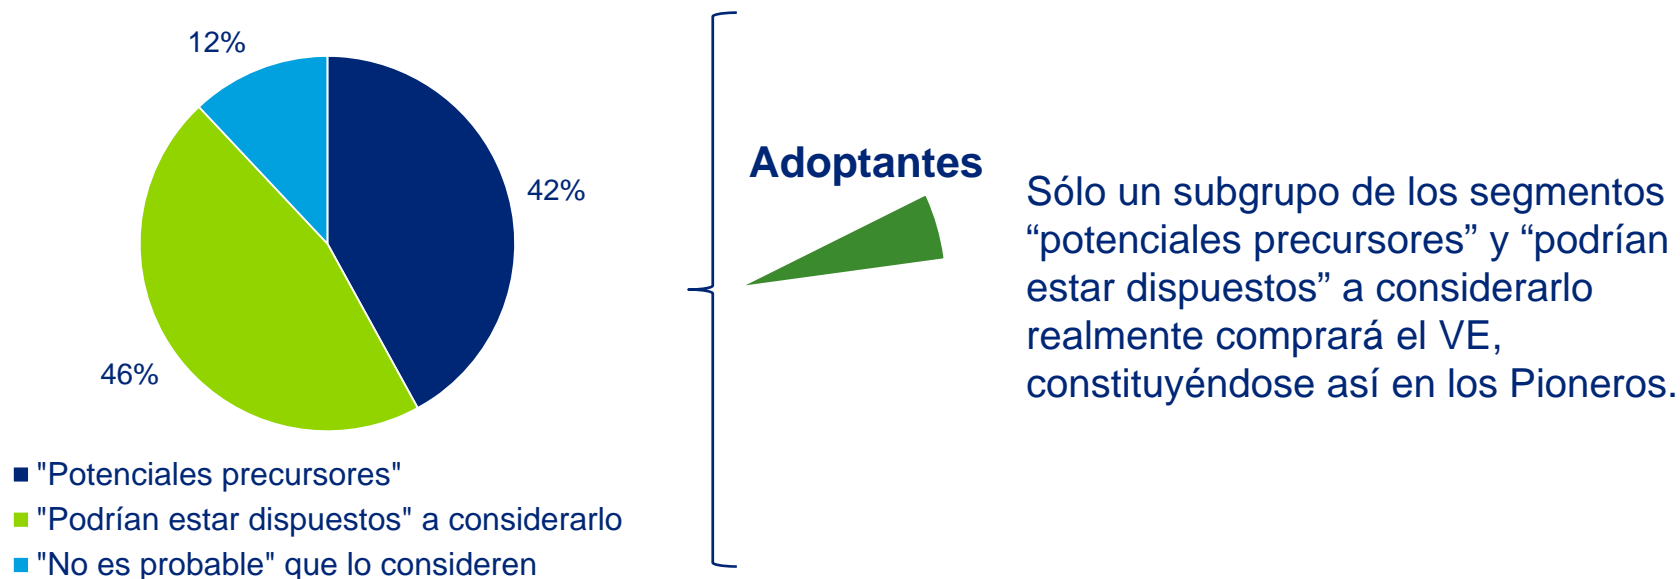 12%
42%
46%
"Potenciales precursores"
"Podrían estar dispuestos" a considerarlo
"No es probable" que lo consideren
Adoptantes
Sólo un subgrupo de los segmentos
“potenciales precursores” y “podrían
estar dispuestos” a considerarlo
realmente comprará el VE,
constituyéndose así en los Pioneros.